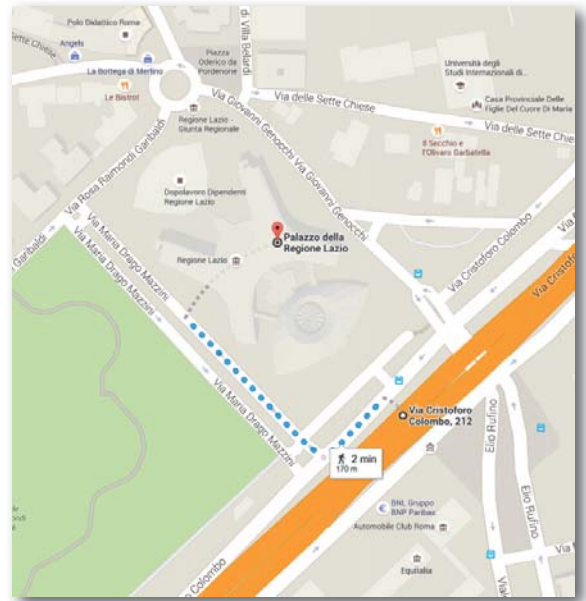 Polo Didattico Roma
Sette Chiese
Angels
La Bottega di Merlino
Le Bistrot
Piazza
Oderico da
Pordenone
di Villa Belardi
Regione Lazio -
Giunta Regionale
Università degli
Studi Internazionali di...
Casa Provinciale Delle
Figlie Del Cuore Di Maria
Via delle Sette Chiese
Via delle Sette Chiese
Il Secchio e
l'Olivaro Garbatella
Via Giovanni Genocchi
Via Giovanni Genocchi
Via Rosa Raimondi Garibaldi
Garibaldi
Dopolavoro Dipendenti
Regione Lazio
Palazzo della
Regione Lazio
Regione Lazio
Via Maria Drago Mazzini
Via Maria Drago Mazzini
Via Maria Drago Mazzini
Via Cristoforo Colombo
Via Cristoforo
Via Cristoforo
Colombo, 212
2 min
170 m
Elio Rufino
Elio Rufino
BNL Gruppo
BNP Paribas
Automobile Club Roma
Equitalia
Colombo
Via M
Viale